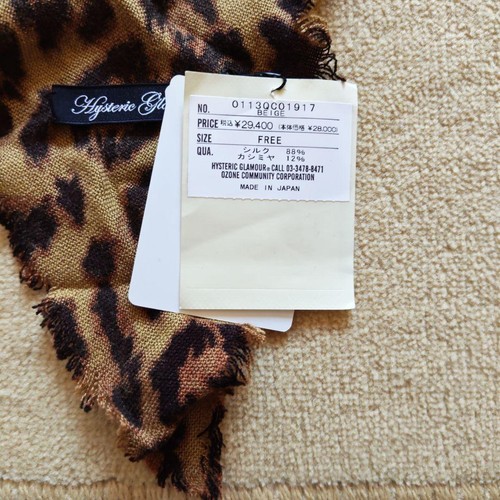 Hysteric Gla
NO. 0113QC01917
BEIGE
PRICE 税込 ¥29,400 (本体価格 ¥28,000)
SIZE FREE
QUA. シルク 88%
カシミヤ 12%
HYSTERIC GLAMOUR® CALL 03-3478-8471
OZONE COMMUNITY CORPORATION
MADE IN JAPAN